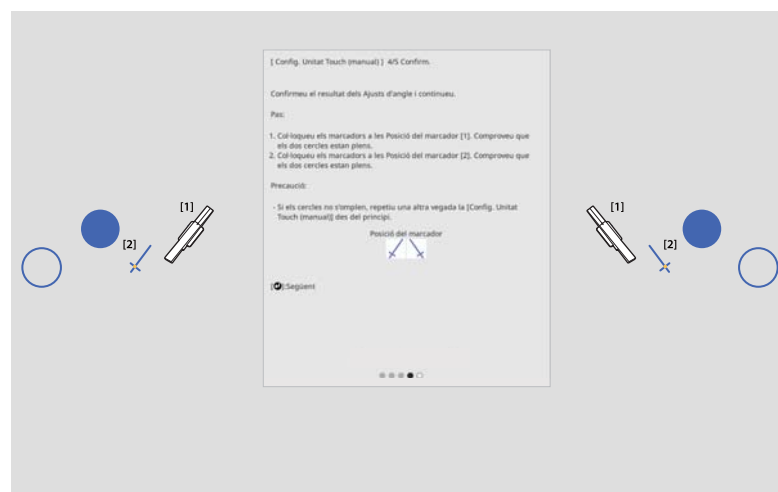 [ Config. Unitat Touch (manual) ] 4/5 Confirm.
Confirmeu el resultat dels Ajusts d'angle i continueu.
Pas:
1. Col·loqueu els marcadors a les Posició del marcador [1]. Comproveu que
els dos cercles estan plens.
2. Col·loqueu els marcadors a les Posició del marcador [2]. Comproveu que
els dos cercles estan plens.
Precaució:
- Si els cercles no s'omplen, repetiu una altra vegada la [Config. Unitat
Touch (manual)] des del principi.
Posició del marcador
[ ]:Següent
[1]
[2]
[1]
[2]